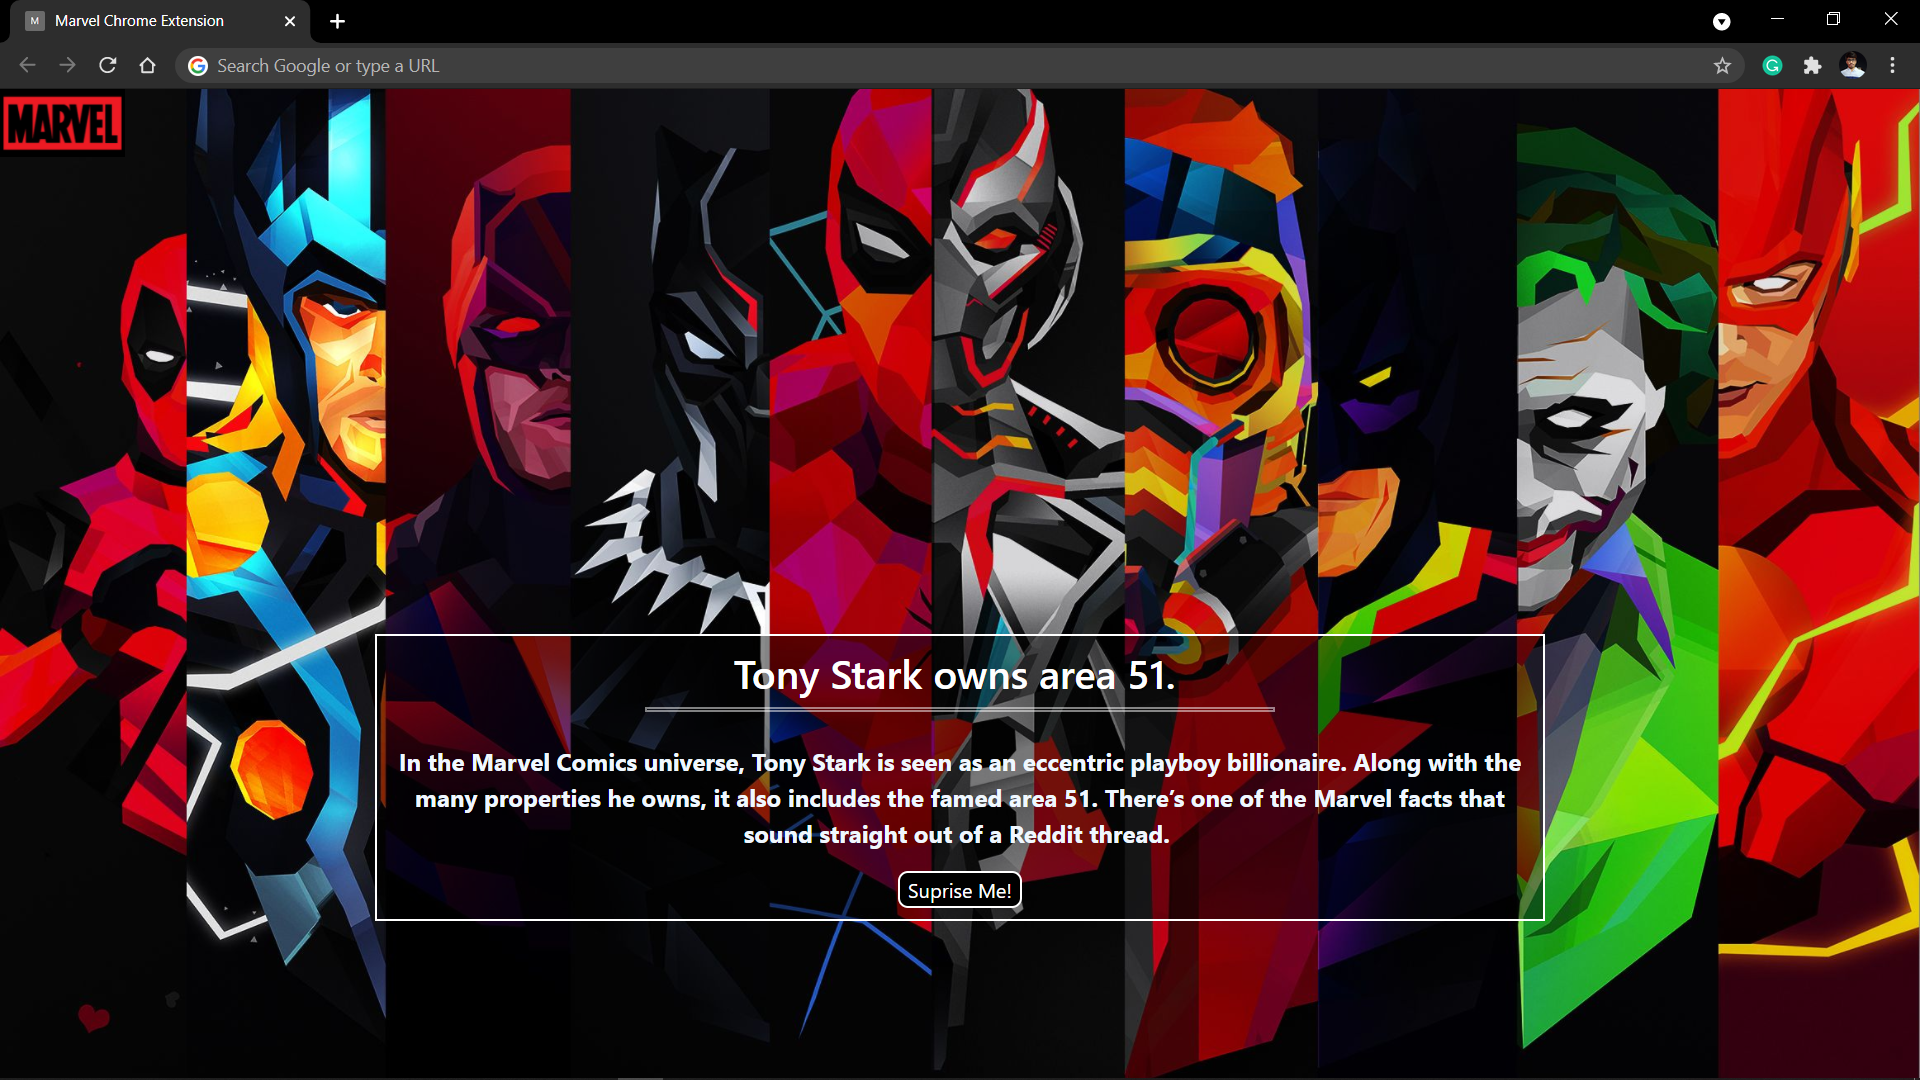 M Marvel Chrome Extension
Search Google or type a URL
MARVEL
Tony Stark owns area 51.
In the Marvel Comics universe, Tony Stark is seen as an eccentric playboy billionaire. Along with the
many properties he owns, it also includes the famed area 51. There’s one of the Marvel facts that
sound straight out of a Reddit thread.
Suprise Me!